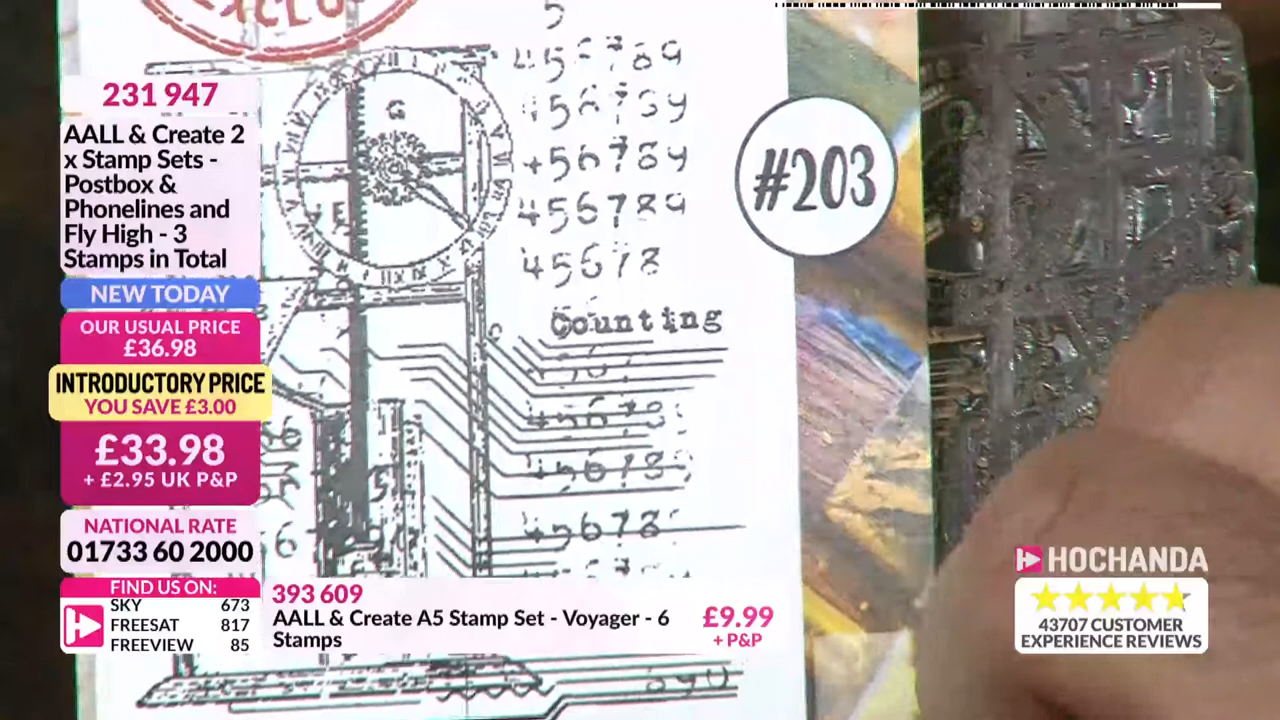 231 947
AALL & Create 2
x Stamp Sets -
Postbox &
Phonelines and
Fly High - 3
Stamps in Total
NEW TODAY
OUR USUAL PRICE
£36.98
INTRODUCTORY PRICE
YOU SAVE £3.00
£33.98
+ £2.95 UK P&P
NATIONAL RATE
01733 60 2000
FIND US ON:
SKY 673
FREESAT 817
FREEVIEW 85
393 609
AALL & Create A5 Stamp Set - Voyager - 6
Stamps
£9.99
+ P&P
5
456789
456789
456789
45678
Counting
#203
HOCHANDA
43707 CUSTOMER
EXPERIENCE REVIEWS